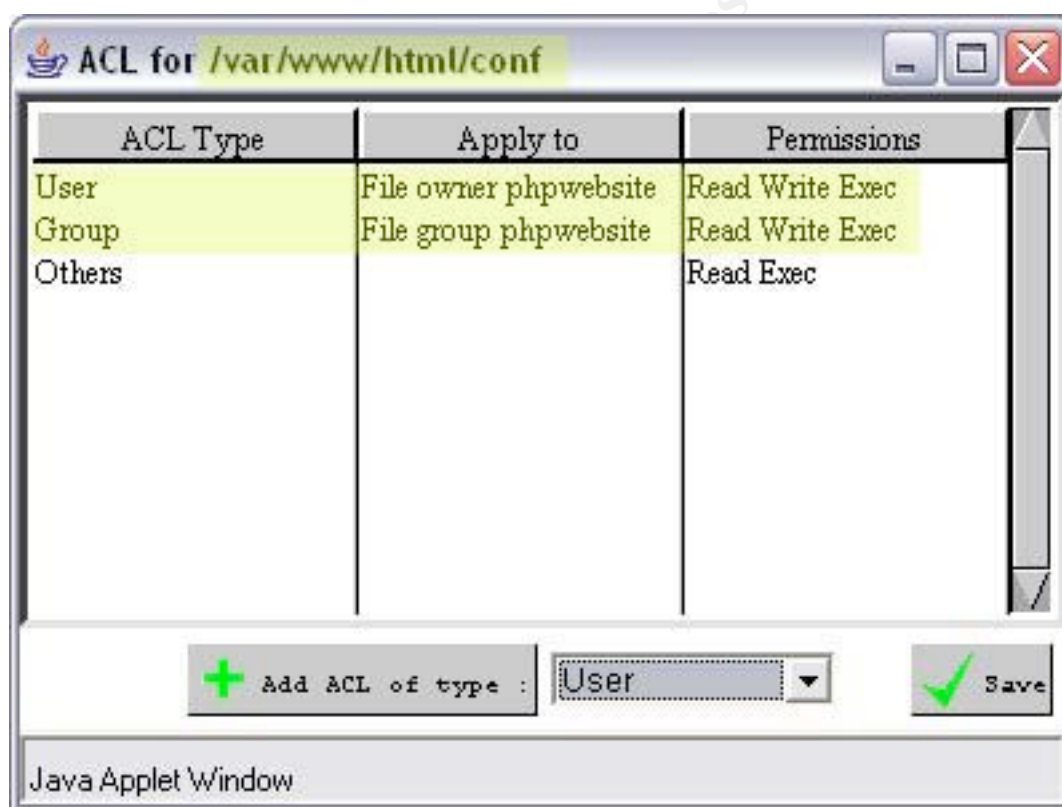 ACL for /var/www/html/conf
ACL Type Apply to Permissions
User File owner phpwebsite Read Write Exec
Group File group phpwebsite Read Write Exec
Others Read Exec
Add ACL of type : User Save
Java Applet Window